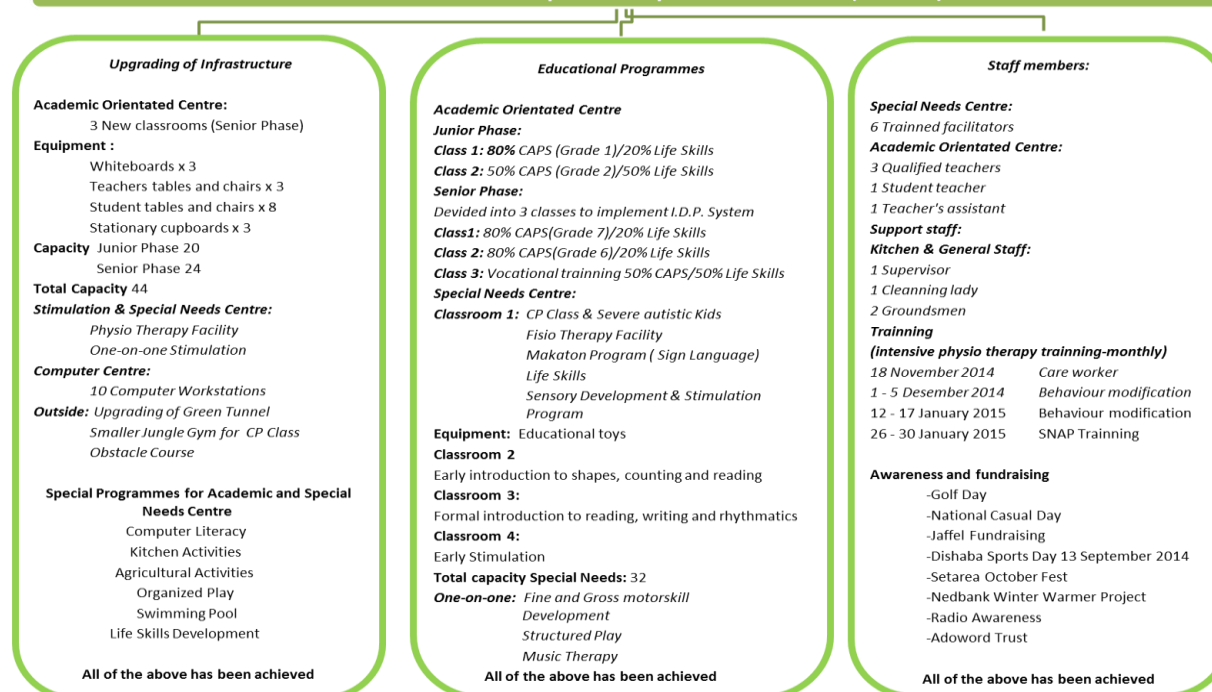 Upgrading of Infrastructure
Academic Orientated Centre:
3 New classrooms (Senior Phase)
Equipment :
Whiteboards x 3
Teachers tables and chairs x 3
Student tables and chairs x 8
Stationary cupboards x 3
Capacity Junior Phase 20
Senior Phase 24
Total Capacity 44
Stimulation & Special Needs Centre:
Physio Therapy Facility
One-on-one Stimulation
Computer Centre:
10 Computer Workstations
Outside: Upgrading of Green Tunnel
Smaller Jungle Gym for CP Class
Obstacle Course
Special Programmes for Academic and Special
Needs Centre
Computer Literacy
Kitchen Activities
Agricultural Activities
Organized Play
Swimming Pool
Life Skills Development
All of the above has been achieved
Educational Programmes
Academic Orientated Centre
Junior Phase:
Class 1: 80% CAPS (Grade 1)/20% Life Skills
Class 2: 50% CAPS (Grade 2)/50% Life Skills
Senior Phase:
Devided into 3 classes to implement I.D.P. System
Class1: 80% CAPS(Grade 7)/20% Life Skills
Class 2: 80% CAPS(Grade 6)/20% Life Skills
Class 3: Vocational trainning 50% CAPS/50% Life Skills
Special Needs Centre:
Classroom 1: CP Class & Severe autistic Kids
Fisio Therapy Facility
Makaton Program ( Sign Language)
Life Skills
Sensory Development & Stimulation
Program
Equipment: Educational toys
Classroom 2
Early introduction to shapes, counting and reading
Classroom 3:
Formal introduction to reading, writing and rhythmatics
Classroom 4:
Early Stimulation
Total capacity Special Needs: 32
One-on-one: Fine and Gross motorskill
Development
Structured Play
Music Therapy
All of the above has been achieved
Staff members:
Special Needs Centre:
6 Trainned facilitators
Academic Orientated Centre:
3 Qualified teachers
1 Student teacher
1 Teacher's assistant
Support staff:
Kitchen & General Staff:
1 Supervisor
1 Cleanning lady
2 Groundsmen
Trainning
(intensive physio therapy trainning-monthly)
18 November 2014 Care worker
1 - 5 Desember 2014 Behaviour modification
12 - 17 January 2015 Behaviour modification
26 - 30 January 2015 SNAP Trainning
Awareness and fundraising
-Golf Day
-National Casual Day
-Jaffel Fundraising
-Dishaba Sports Day 13 September 2014
-Setarea October Fest
-Nedbank Winter Warmer Project
-Radio Awareness
-Adoword Trust
All of the above has been achieved